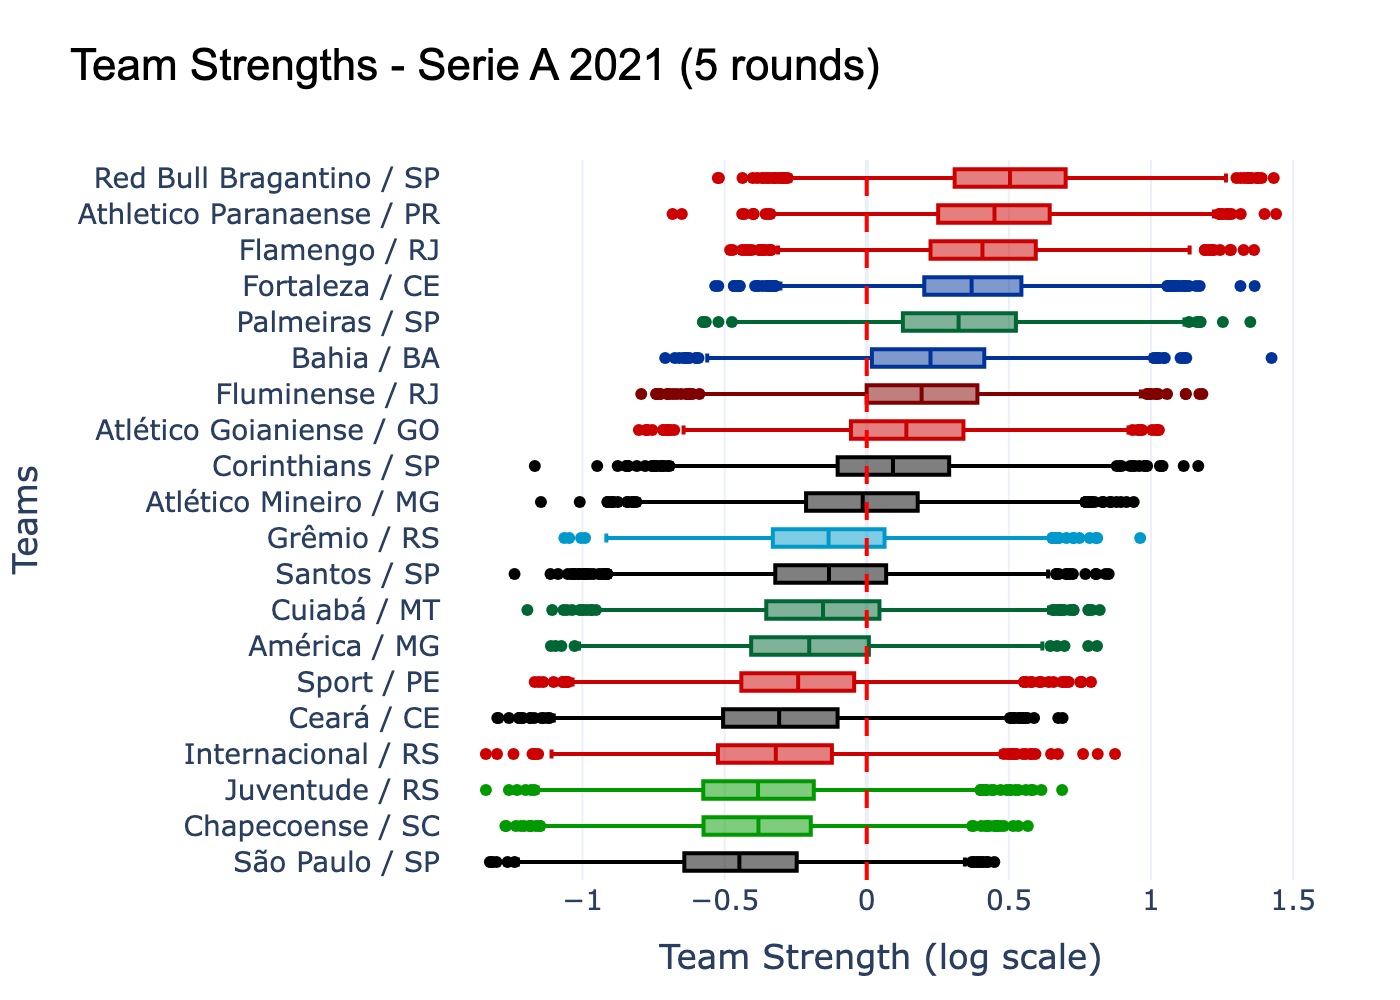 Team Strengths - Serie A 2021 (5 rounds)
Red Bull Bragantino / SP
Athletico Paranaense / PR
Flamengo / RJ
Fortaleza / CE
Palmeiras / SP
Bahia / BA
Fluminense / RJ
Atlético Goianiense / GO
Corinthians / SP
Atlético Mineiro / MG
Grêmio / RS
Santos / SP
Cuiabá / MT
América / MG
Sport / PE
Ceará / CE
Internacional / RS
Juventude / RS
Chapecoense / SC
São Paulo / SP
Teams
−1 −0.5 0 0.5 1 1.5
Team Strength (log scale)